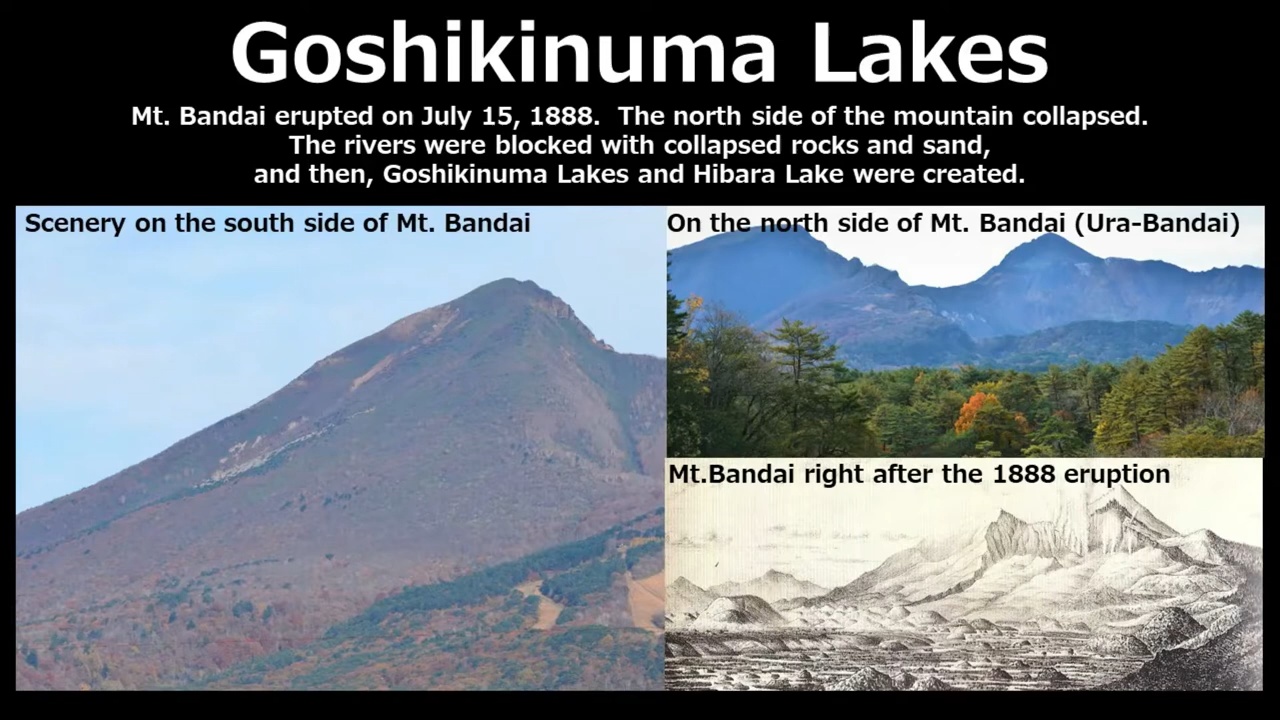 Goshikinuma Lakes
Mt. Bandai erupted on July 15, 1888.  The north side of the mountain collapsed.
The rivers were blocked with collapsed rocks and sand,
and then, Goshikinuma Lakes and Hibara Lake were created.
Scenery on the south side of Mt. Bandai
On the north side of Mt. Bandai (Ura-Bandai)
Mt.Bandai right after the 1888 eruption